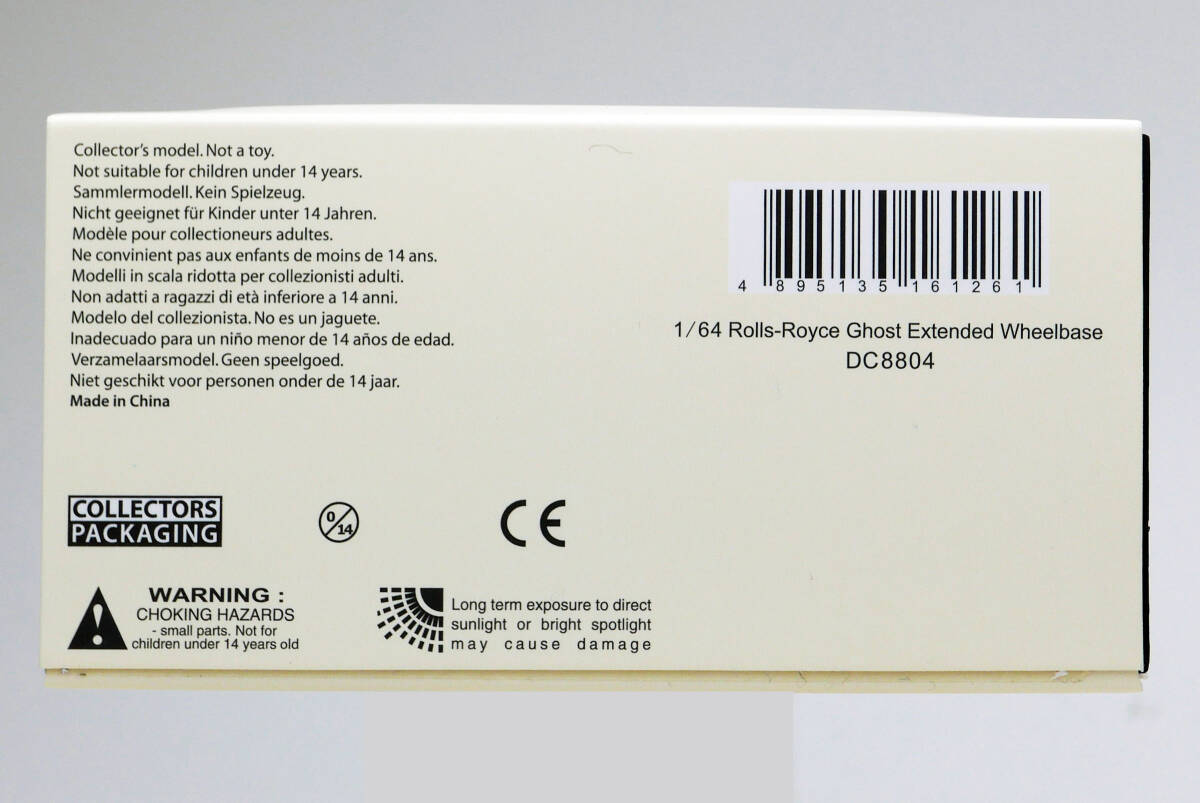 Collector's model. Not a toy.
Not suitable for children under 14 years.
Sammlermodell. Kein Spielzeug.
Nicht geeignet für Kinder unter 14 Jahren.
Modèle pour collectioneurs adultes.
Ne convinient pas aux enfants de moins de 14 ans.
Modelli in scala ridotta per collezionisti adulti.
Non adatti a ragazzi di età inferiore a 14 anni.
Modelo del collezionista. No es un jaguete.
Inadecuado para un niño menor de 14 años de edad.
Verzamelaarsmodel. Geen speelgoed.
Niet geschikt voor personen onder de 14 jaar.
Made in China
4 895135 161261
1/64 Rolls-Royce Ghost Extended Wheelbase
DC8804
COLLECTORS
PACKAGING
0/14
CE
WARNING :
CHOKING HAZARDS
- small parts. Not for
children under 14 years old
Long term exposure to direct
sunlight or bright spotlight
may cause damage